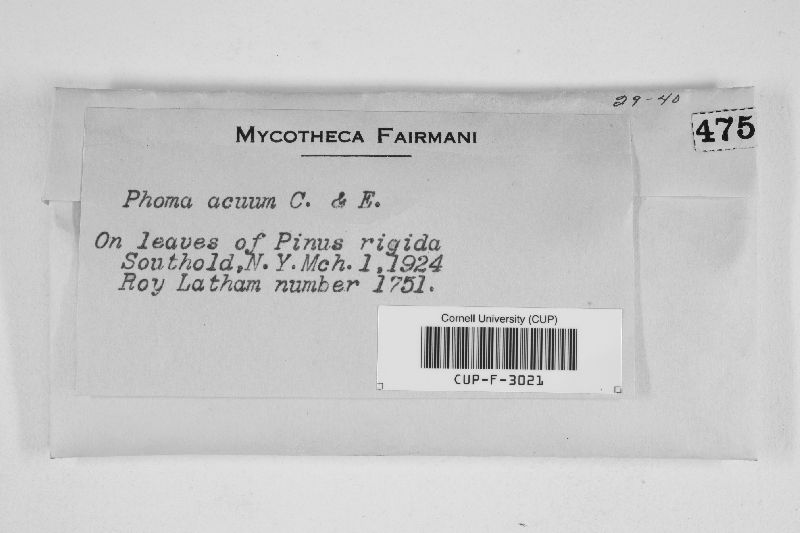 29-40
475
MYCOTHECA FAIRMANI
Phoma acuum C. & E.
On leaves of Pinus rigida
Southold, N. Y. Mch. 1, 1924
Roy Latham number 1751.
Cornell University (CUP)
CUP-F-3021